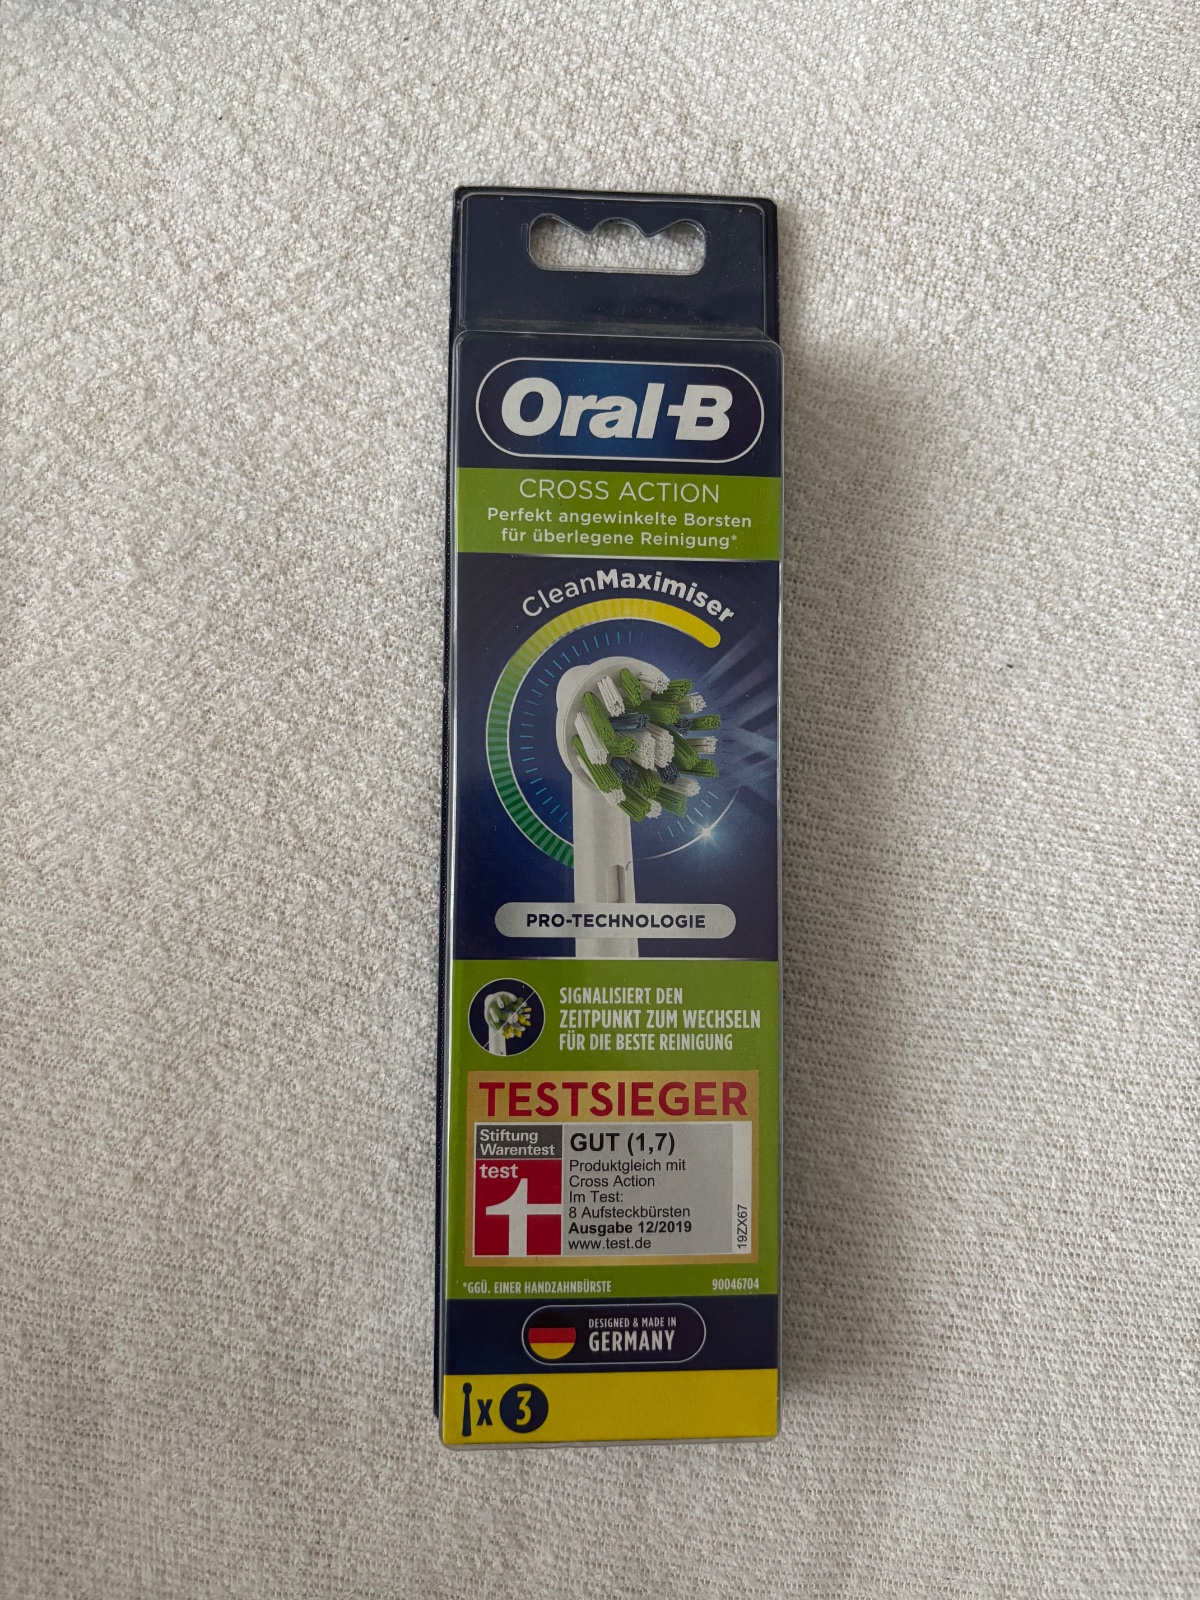 Oral-B
CROSS ACTION
Perfekt angewinkelte Borsten
für überlegene Reinigung*
CleanMaximiser
PRO-TECHNOLOGIE
SIGNALISIERT DEN
ZEITPUNKT ZUM WECHSELN
FÜR DIE BESTE REINIGUNG
TESTSIEGER
Stiftung
Warentest
test
GUT (1,7)
Produktgleich mit
Cross Action
Im Test:
8 Aufsteckbürsten
Ausgabe 12/2019
www.test.de
19ZX67
*GGÜ. EINER HANDZAHNBÜRSTE
90046704
DESIGNED & MADE IN
GERMANY
x 3